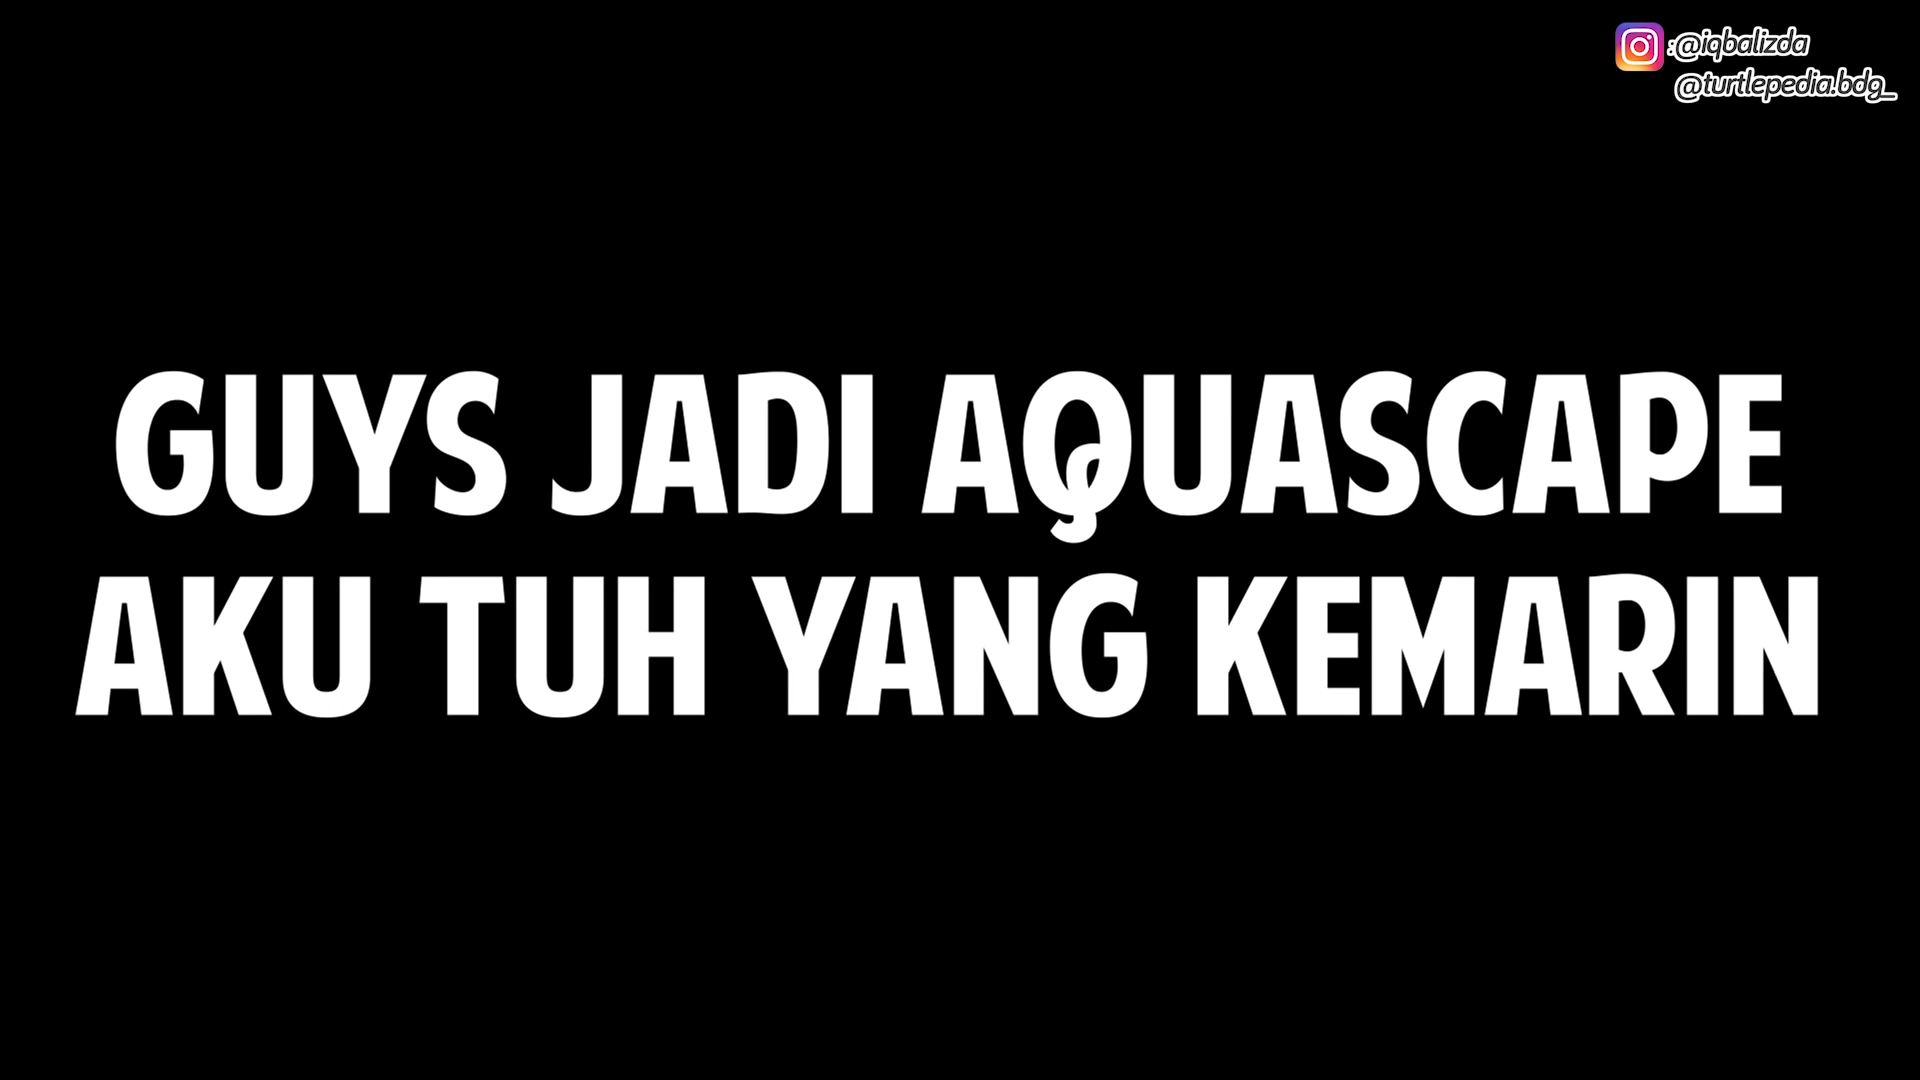 :@iqbalizda
@turtlepedia.bdg_
GUYS JADI AQUASCAPE
AKU TUH YANG KEMARIN